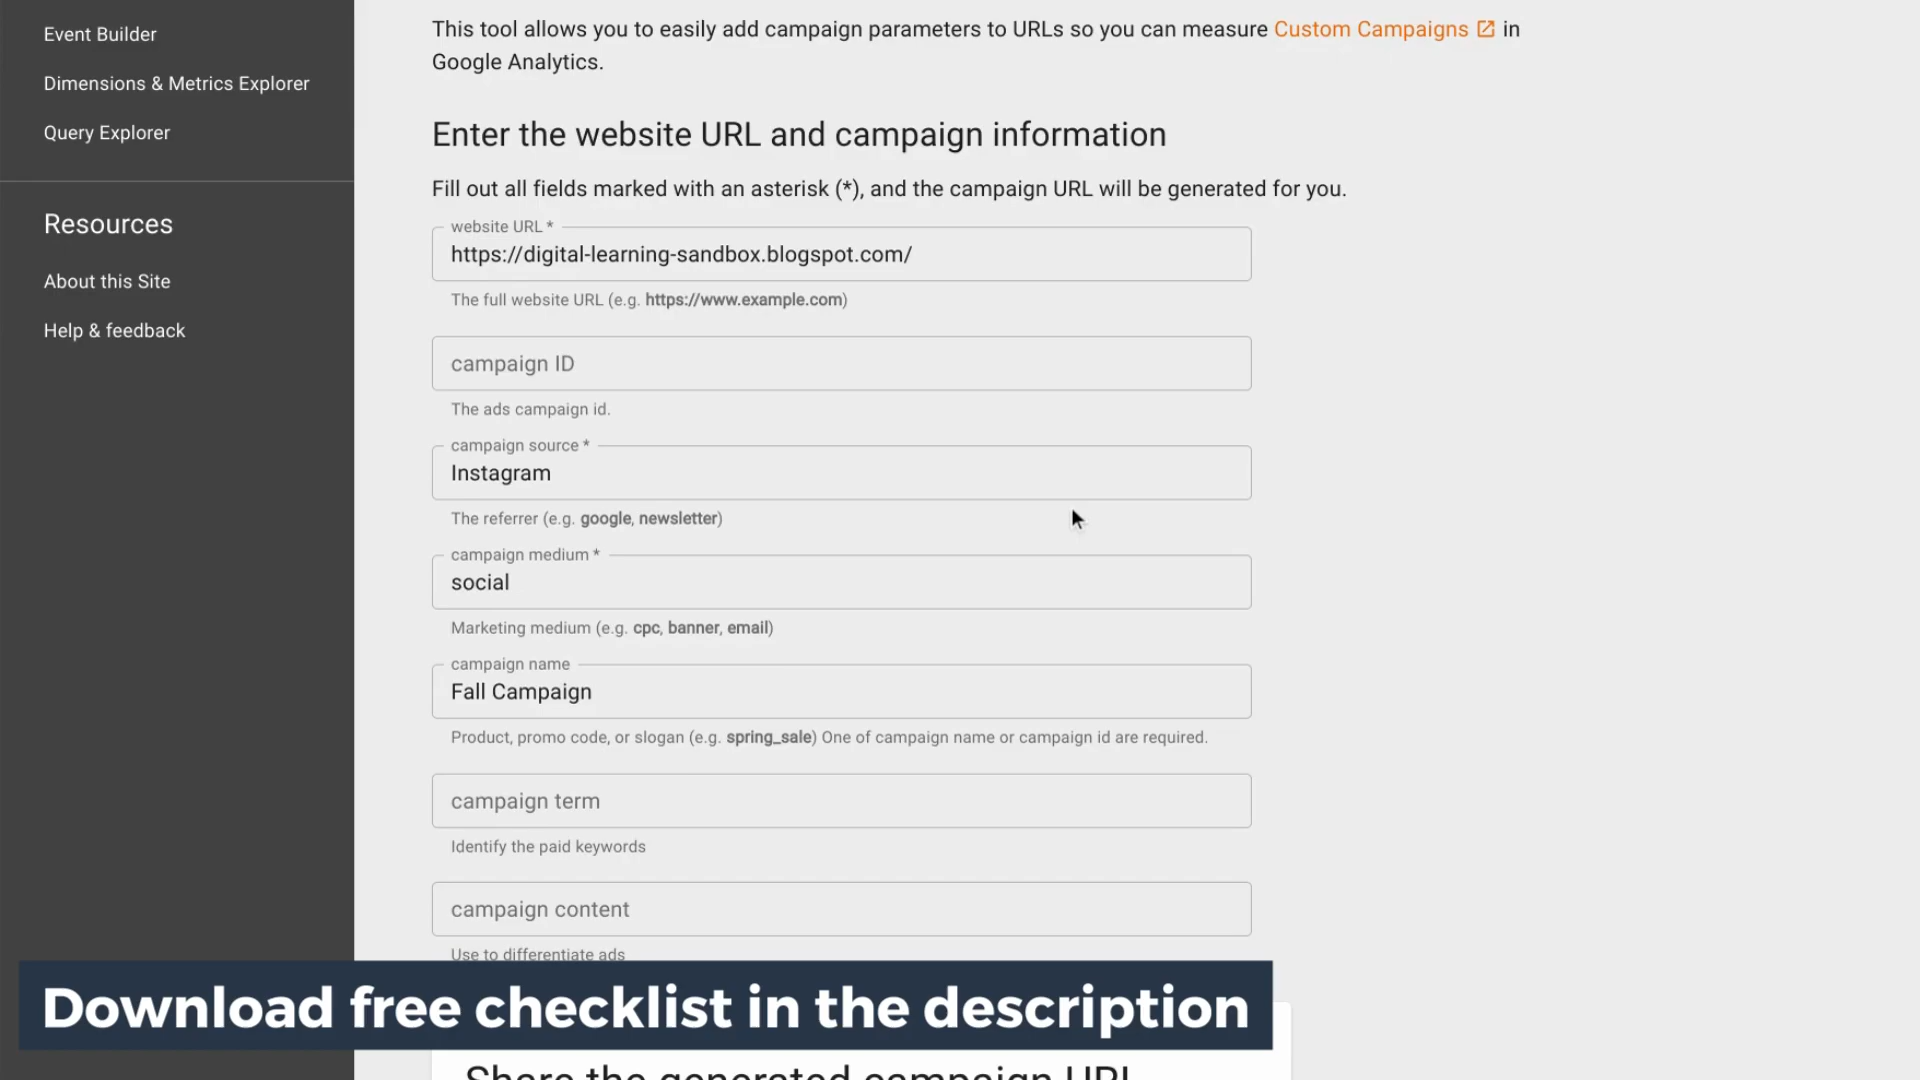 Event Builder
Dimensions & Metrics Explorer
Query Explorer
Resources
About this Site
Help & feedback
This tool allows you to easily add campaign parameters to URLs so you can measure Custom Campaigns in
Google Analytics.
Enter the website URL and campaign information
Fill out all fields marked with an asterisk (*), and the campaign URL will be generated for you.
website URL *
https://digital-learning-sandbox.blogspot.com/
The full website URL (e.g. https://www.example.com)
campaign ID
The ads campaign id.
campaign source *
Instagram
The referrer (e.g. google, newsletter)
campaign medium *
social
Marketing medium (e.g. cpc, banner, email)
campaign name
Fall Campaign
Product, promo code, or slogan (e.g. spring_sale) One of campaign name or campaign id are required.
campaign term
Identify the paid keywords
campaign content
Use to differentiate ads
Download free checklist in the description
Share the generated campaign URL